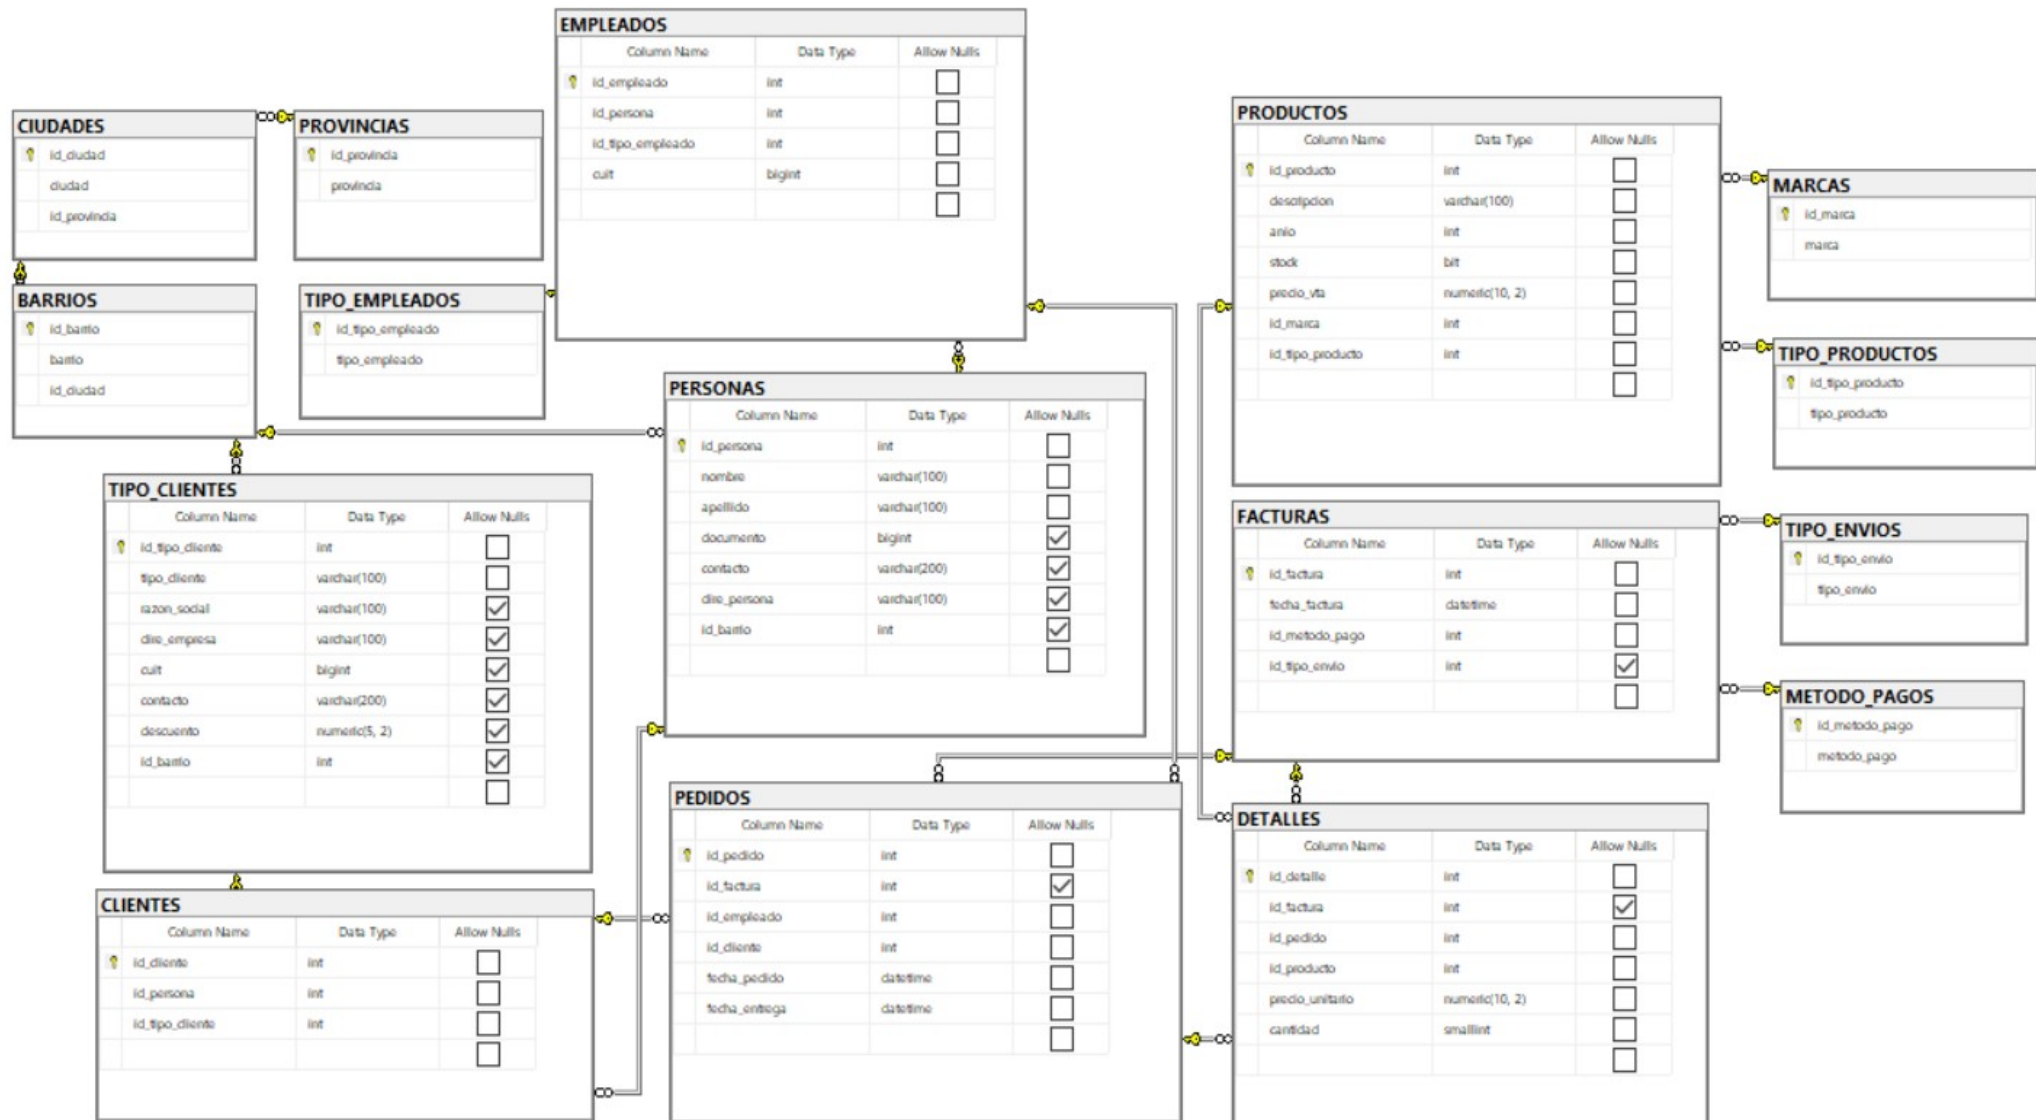 EMPLEADOS
Column Name Data Type Allow Nulls
id_empleado int
id_persona int
id_tipo_empleado int
cuit bigint
CIUDADES
id_ciudad
ciudad
id_provincia
PROVINCIAS
id_provincia
provincia
BARRIOS
id_barrio
barrio
id_ciudad
TIPO_EMPLEADOS
id_tipo_empleado
tipo_empleado
PERSONAS
Column Name Data Type Allow Nulls
id_persona int
nombre varchar(100)
apellido varchar(100)
documento bigint
contacto varchar(200)
dire_persona varchar(100)
id_barrio int
PRODUCTOS
Column Name Data Type Allow Nulls
id_producto int
descripcion varchar(100)
anio int
stock bit
precio_vta numeric(10, 2)
id_marca int
id_tipo_producto int
MARCAS
id_marca
marca
TIPO_PRODUCTOS
id_tipo_producto
tipo_producto
TIPO_CLIENTES
Column Name Data Type Allow Nulls
id_tipo_cliente int
tipo_cliente varchar(100)
razon_social varchar(100)
dire_empresa varchar(100)
cuit bigint
contacto varchar(200)
descuento numeric(5, 2)
id_barrio int
FACTURAS
Column Name Data Type Allow Nulls
id_factura int
fecha_factura datetime
id_metodo_pago int
id_tipo_envio int
TIPO_ENVIOS
id_tipo_envio
tipo_envio
METODO_PAGOS
id_metodo_pago
metodo_pago
CLIENTES
Column Name Data Type Allow Nulls
id_cliente int
id_persona int
id_tipo_cliente int
PEDIDOS
Column Name Data Type Allow Nulls
id_pedido int
id_factura int
id_empleado int
id_cliente int
fecha_pedido datetime
fecha_entrega datetime
DETALLES
Column Name Data Type Allow Nulls
id_detalle int
id_factura int
id_pedido int
id_producto int
precio_unitario numeric(10, 2)
cantidad smallint